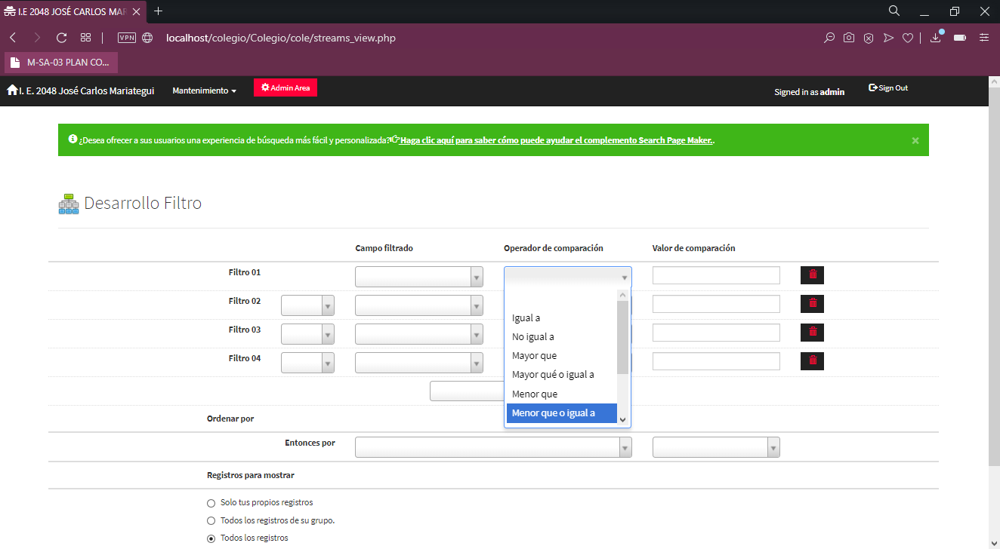 I.E 2048 JOSÉ CARLOS MAR
VPN
localhost/colegio/Colegio/cole/streams_view.php
M-SA-03 PLAN CO...
I. E. 2048 José Carlos Mariategui
Mantenimiento
Admin Area
Signed in as admin
Sign Out
¿Desea ofrecer a sus usuarios una experiencia de búsqueda más fácil y personalizada? Haga clic aquí para saber cómo puede ayudar el complemento Search Page Maker..
×
Desarrollo Filtro
Campo filtrado Operador de comparación Valor de comparación
Filtro 01
Filtro 02
Filtro 03
Filtro 04
Igual a
No igual a
Mayor que
Mayor qué o igual a
Menor que
Menor que o igual a
Ordenar por
Entonces por
Registros para mostrar
Solo tus propios registros
Todos los registros de su grupo.
Todos los registros